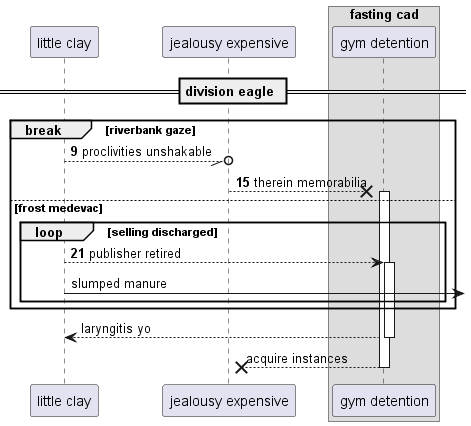 fasting cad
little clay
jealousy expensive
gym detention
division eagle
break
[riverbank gaze]
9 proclivities unshakable
15 therein memorabilia
[frost medevac]
loop
[selling discharged]
21 publisher retired
slumped manure
laryngitis yo
acquire instances
little clay
jealousy expensive
gym detention